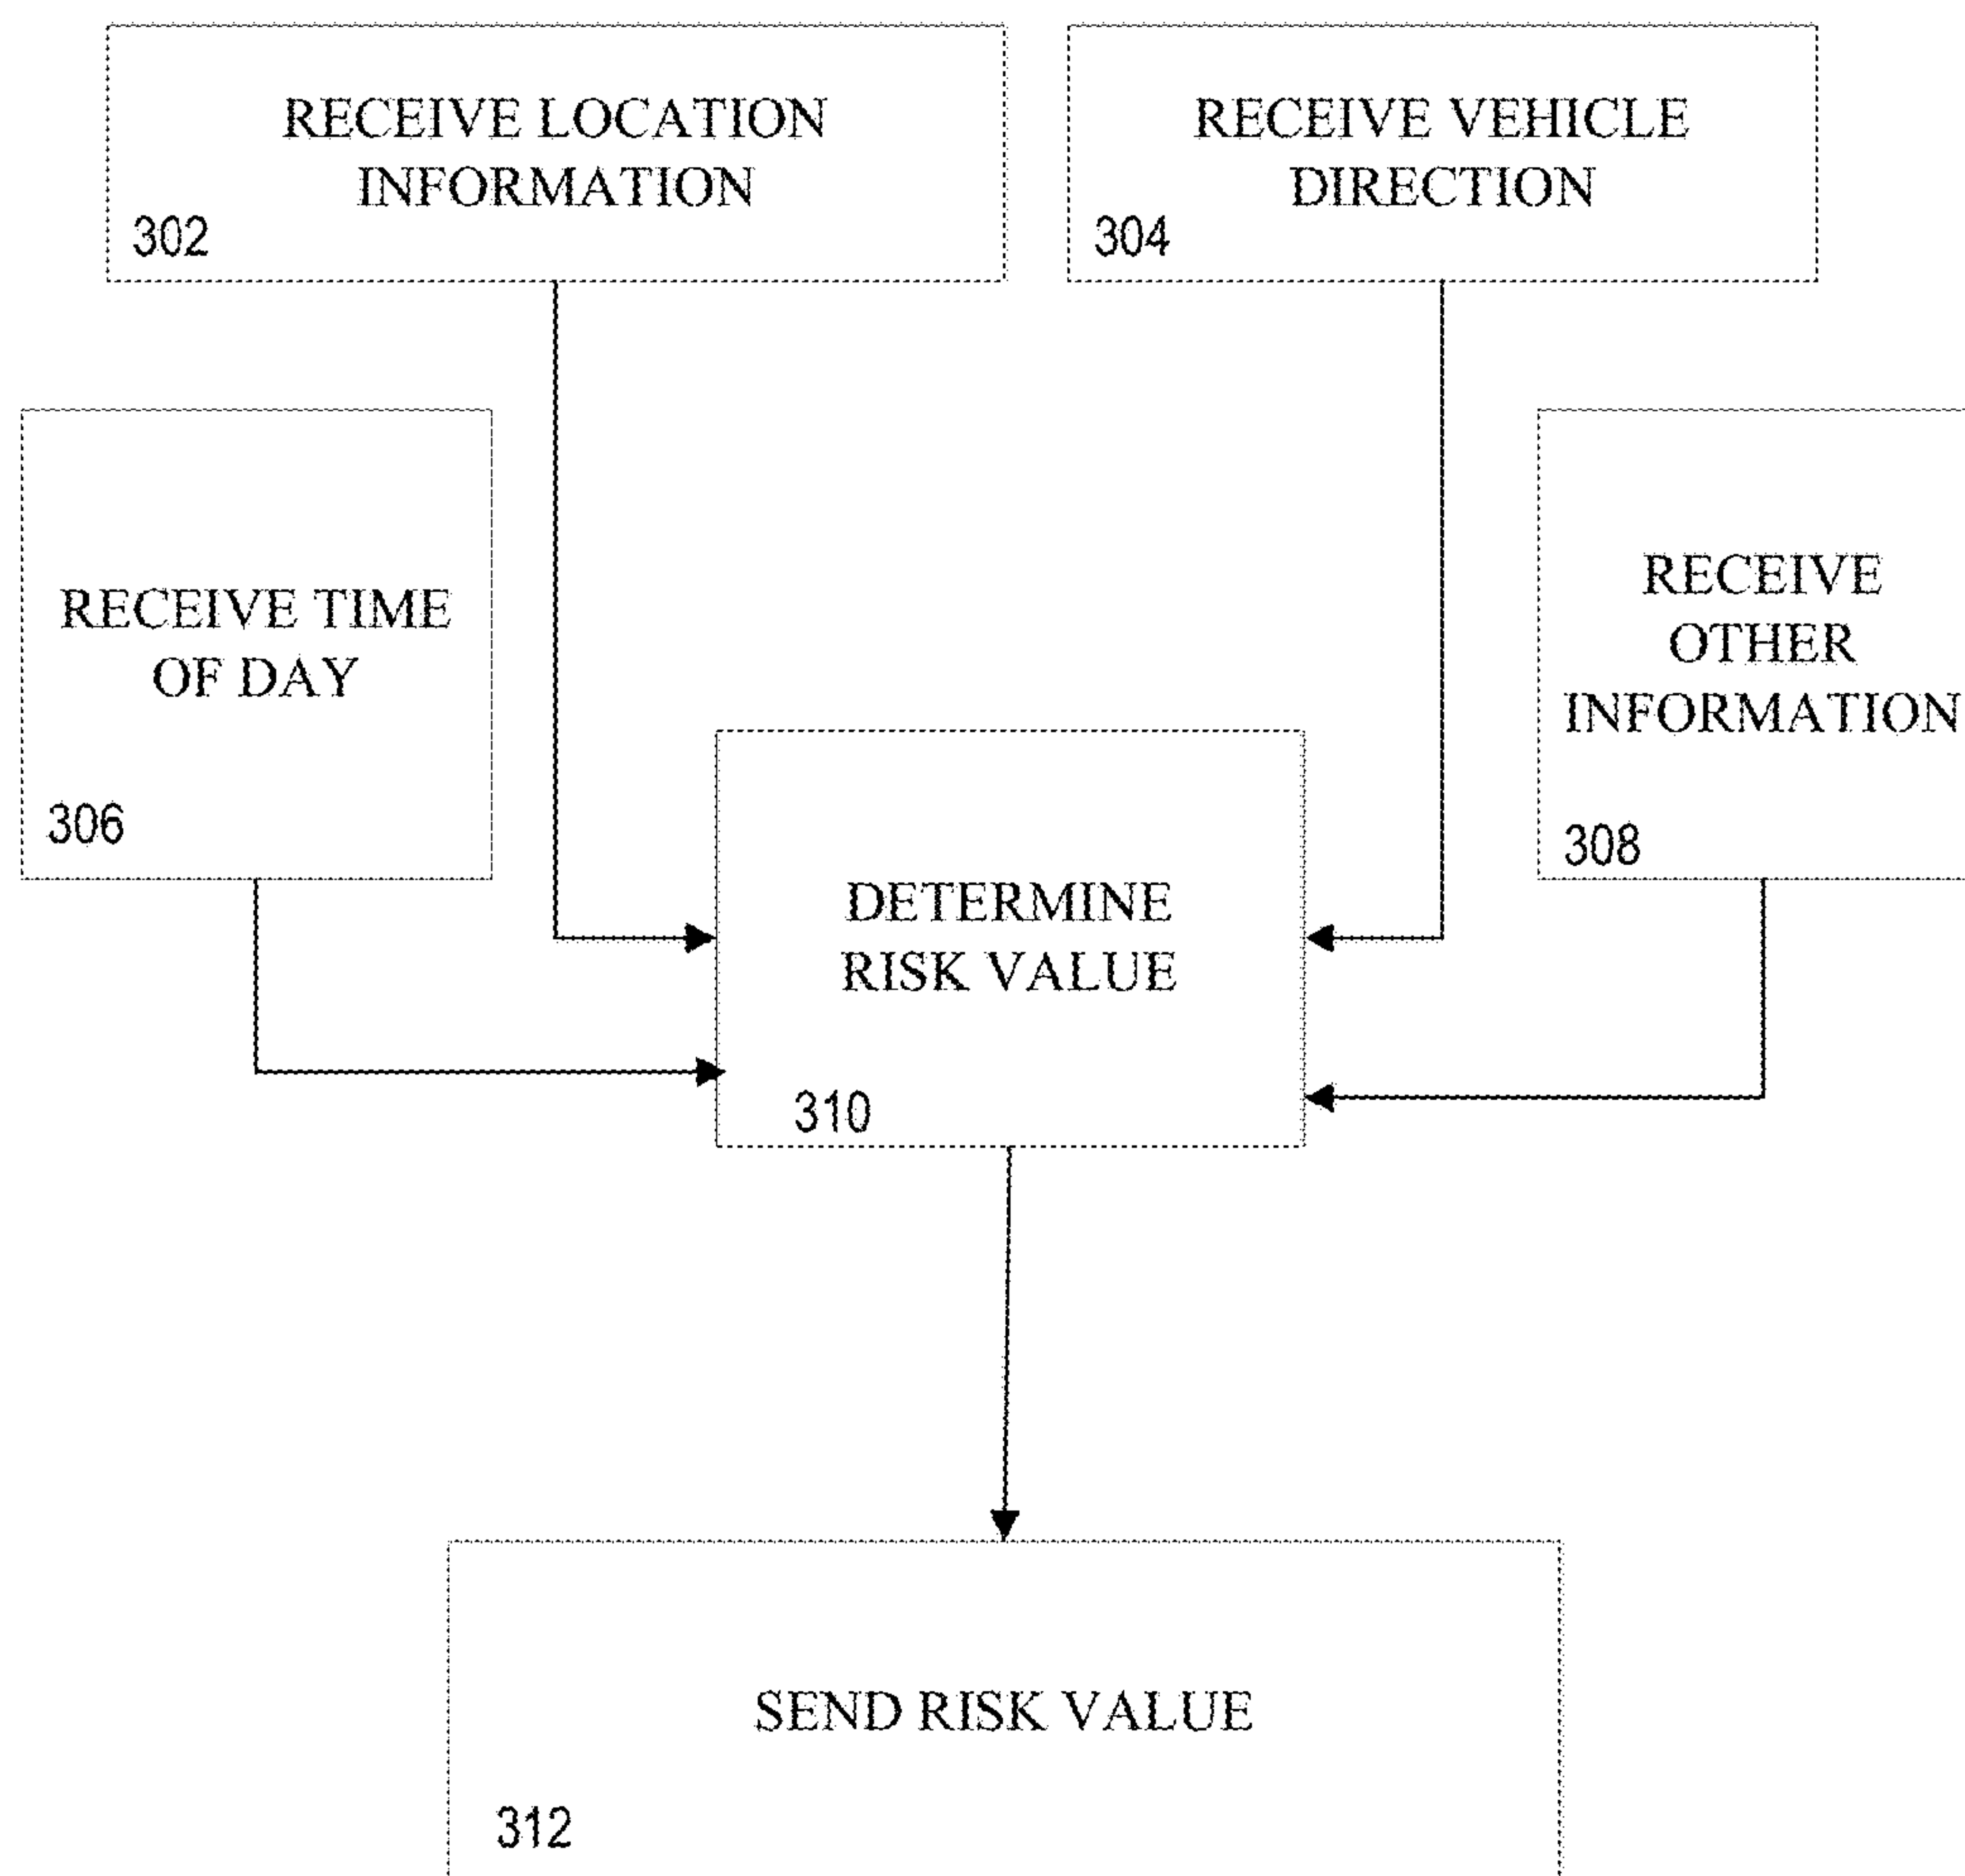 RECEIVE LOCATION
INFORMATION
302
RECEIVE VEHICLE
DIRECTION
304
RECEIVE TIME
OF DAY
306
RECEIVE
OTHER
INFORMATION
308
DETERMINE
RISK VALUE
310
SEND RISK VALUE
312